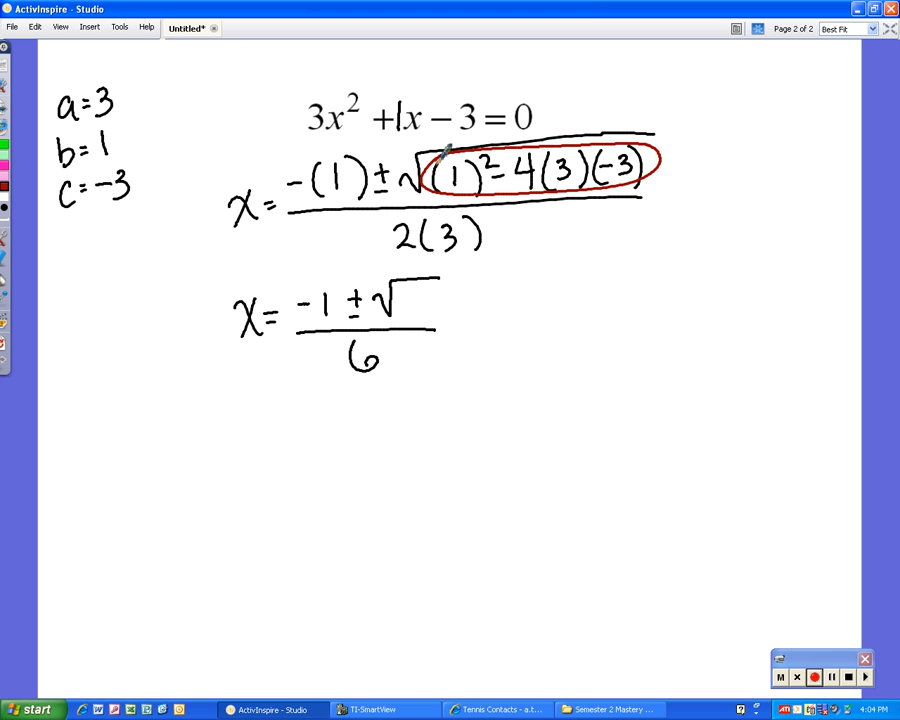 ActivInspire - Studio
File Edit View Insert Tools Help Untitled* Page 2 of 2 Best Fit
a=3
b=1
c=-3
3x² +1x − 3 = 0
x= -(1) ± √(1)² - 4(3)(-3)
2(3)
x= -1 ± √
6
M
start ActivInspire - Studio TI-SmartView Tennis Contacts - a.t... Semester 2 Mastery ... 4:04 PM